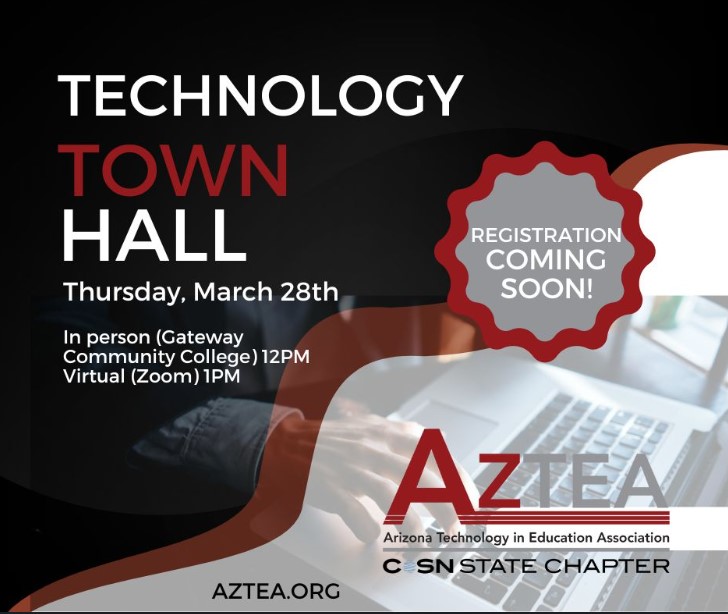 TECHNOLOGY
TOWN
HALL
Thursday, March 28th
In person (Gateway
Community College) 12PM
Virtual (Zoom) 1PM
REGISTRATION
COMING
SOON!
AZTEA
Arizona Technology in Education Association
COSN STATE CHAPTER
AZTEA.ORG